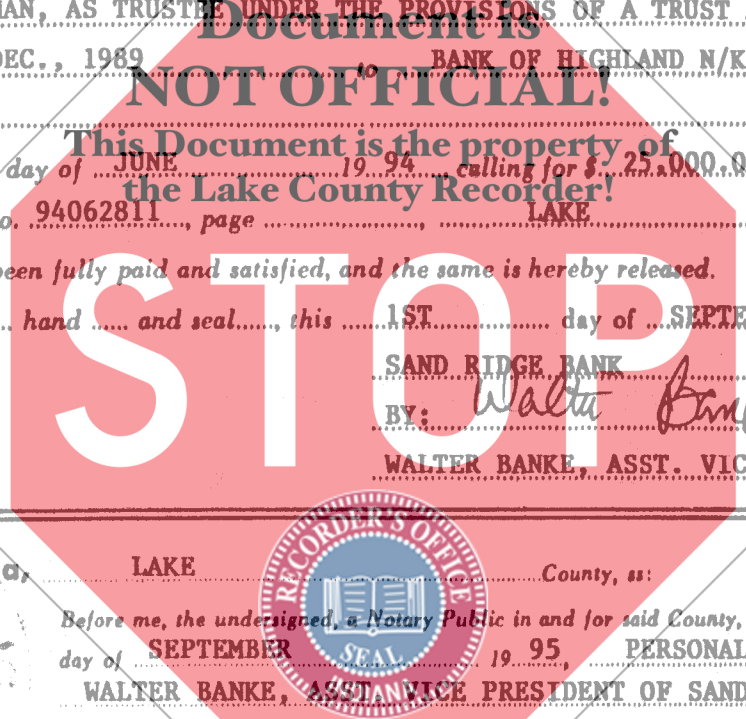 IAN, AS TRUSTEE UNDER THE PROVISIONS OF A TRUST
Document is
DEC., 1989 to BANK OF HIGHLAND N/K
NOT OFFICIAL!
This Document is the property of
day of JUNE 19 94, calling for $ 25,000.0
the Lake County Recorder!
o. 94062811, page ........, LAKE
been fully paid and satisfied, and the same is hereby released.
hand ..... and seal......, this 1ST day of SEPTE
STOP
SAND RIDGE BANK
BY: Walter Ban
WALTER BANKE, ASST. VIC
RECORDER'S OFFICE
a, LAKE County, ss:
Before me, the undersigned, a Notary Public in and for said County,
day of SEPTEMBER 19 95, PERSONAL
SEAL
WALTER BANKE, ASST. VICE PRESIDENT OF SAND
INDIANA